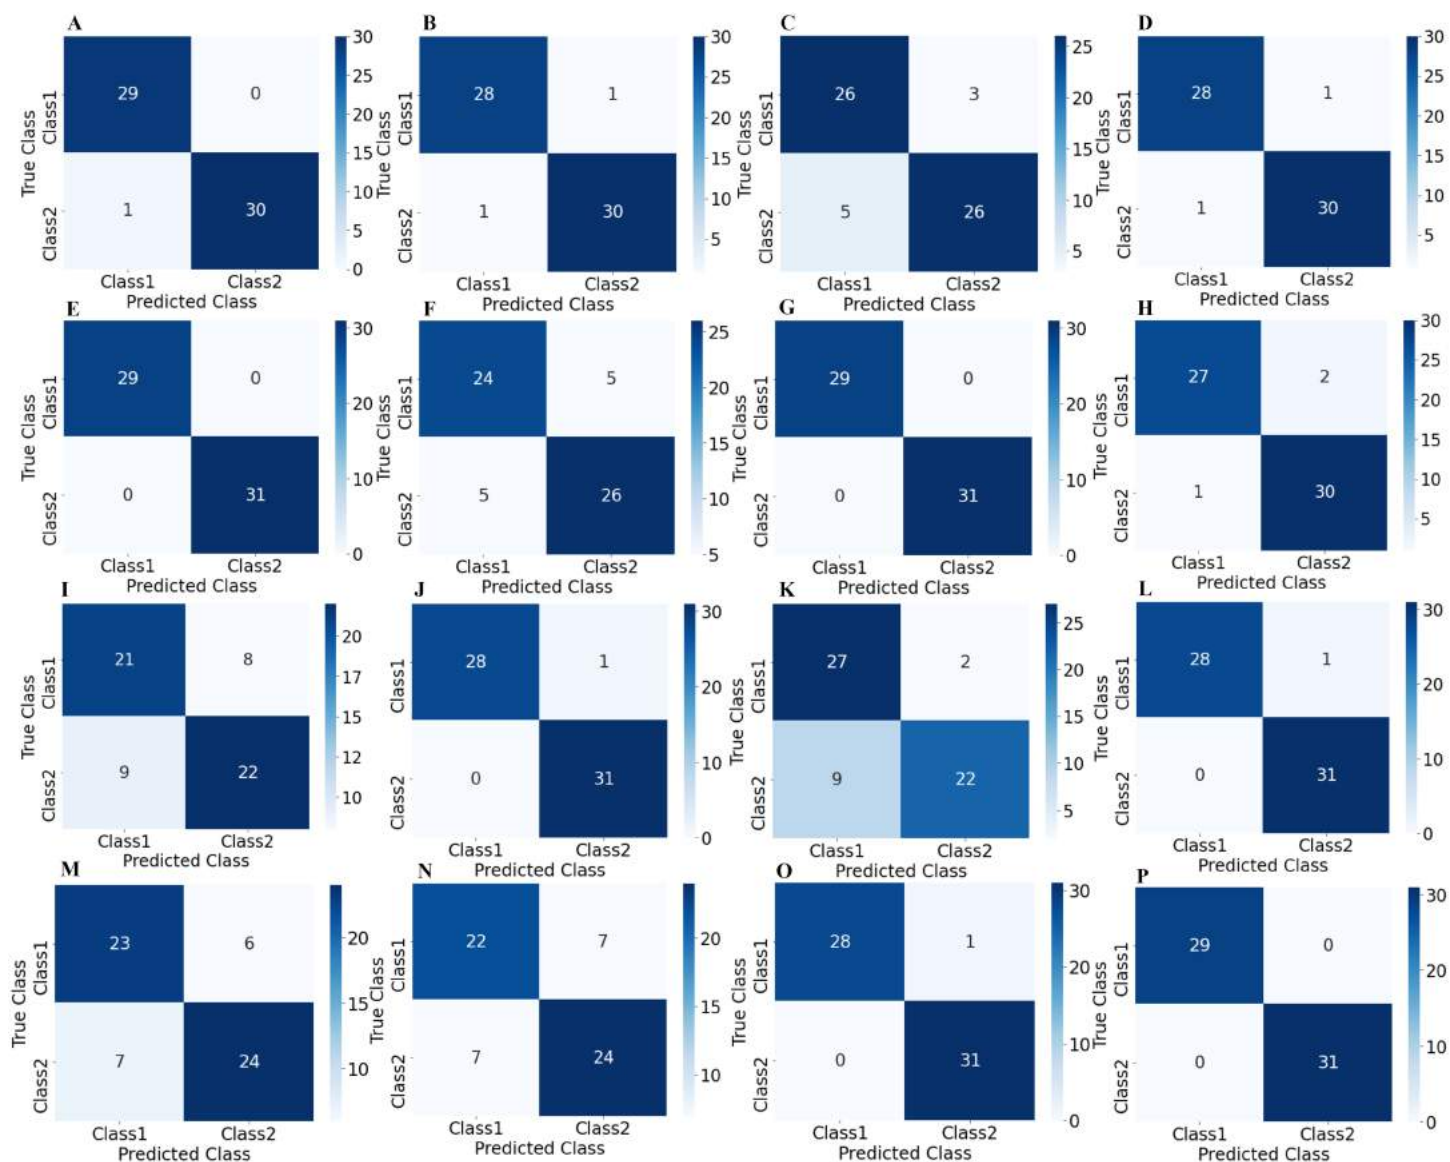 A
True Class
Class1
Class2
29 0
1 30
Class1 Class2
Predicted Class
30
25
20
15
10
5
0
B
True Class
Class1
Class2
28 1
1 30
Class1 Class2
Predicted Class
30
25
20
15
10
5
C
True Class
Class1
Class2
26 3
5 26
Class1 Class2
Predicted Class
25
20
15
10
5
D
True Class
Class1
Class2
28 1
1 30
Class1 Class2
Predicted Class
30
25
20
15
10
5
E
True Class
Class1
Class2
29 0
0 31
Class1 Class2
Predicted Class
30
20
10
0
F
True Class
Class1
Class2
24 5
5 26
Class1 Class2
Predicted Class
25
20
15
10
5
G
True Class
Class1
Class2
29 0
0 31
Class1 Class2
Predicted Class
30
20
10
0
H
True Class
Class1
Class2
27 2
1 30
Class1 Class2
Predicted Class
30
25
20
15
10
5
I
True Class
Class1
Class2
21 8
9 22
Class1 Class2
Predicted Class
20
17
15
12
10
J
True Class
Class1
Class2
28 1
0 31
Class1 Class2
Predicted Class
30
20
10
0
K
True Class
Class1
Class2
27 2
9 22
Class1 Class2
Predicted Class
25
20
15
10
5
L
True Class
Class1
Class2
28 1
0 31
Class1 Class2
Predicted Class
30
20
10
0
M
True Class
Class1
Class2
23 6
7 24
Class1 Class2
Predicted Class
20
15
10
N
True Class
Class1
Class2
22 7
7 24
Class1 Class2
Predicted Class
20
15
10
O
True Class
Class1
Class2
28 1
0 31
Class1 Class2
Predicted Class
30
20
10
0
P
True Class
Class1
Class2
29 0
0 31
Class1 Class2
Predicted Class
30
20
10
0